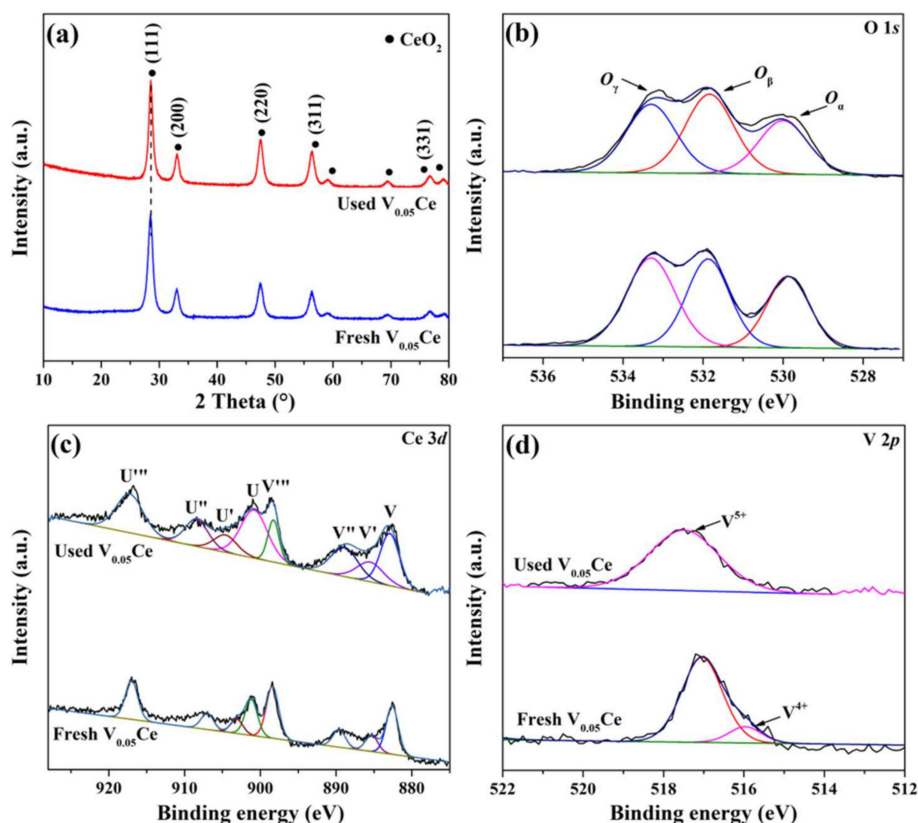 (a)
● CeO₂
(111)
(200)
(220)
(311)
(331)
Used V₀.₀₅Ce
Fresh V₀.₀₅Ce
Intensity (a.u.)
10 20 30 40 50 60 70 80
2 Theta (°)
(b)
O 1s
Oγ
Oβ
Oα
Intensity (a.u.)
536 534 532 530 528
Binding energy (eV)
(c)
Ce 3d
U''' U'' U' U V''' V'' V' V
Used V₀.₀₅Ce
Fresh V₀.₀₅Ce
Intensity (a.u.)
920 910 900 890 880
Binding energy (eV)
(d)
V 2p
V⁵⁺
Used V₀.₀₅Ce
V⁴⁺
Fresh V₀.₀₅Ce
Intensity (a.u.)
522 520 518 516 514 512
Binding energy (eV)